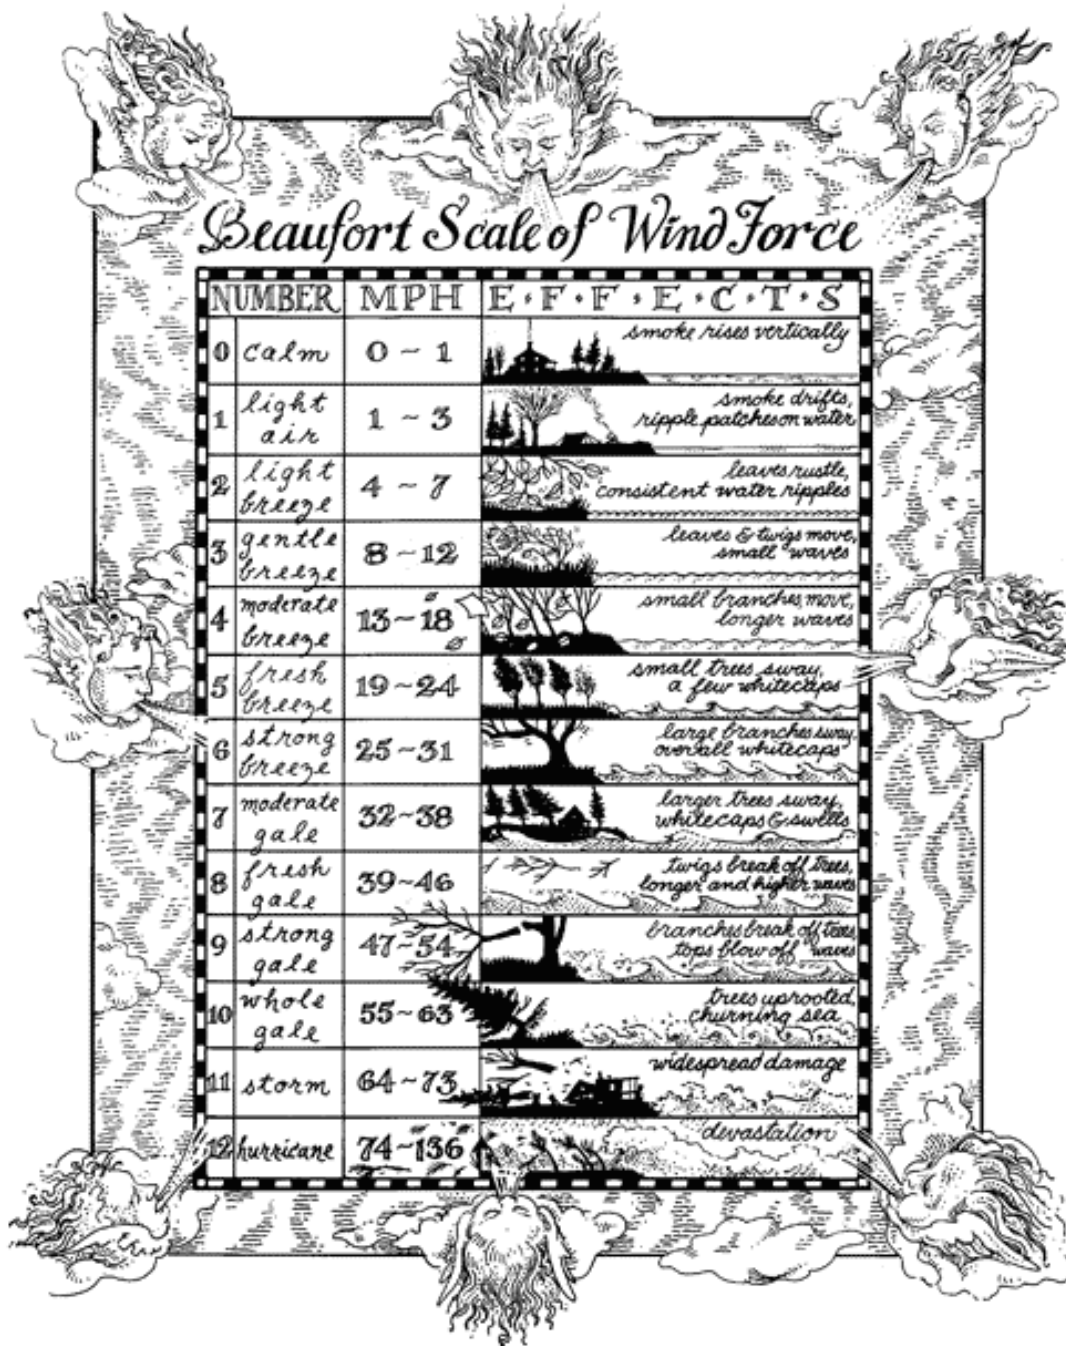 Beaufort Scale of Wind Force
NUMBER MPH E·F·F·E·C·T·S
0 calm 0 ~ 1 smoke rises vertically
1 light air 1 ~ 3 smoke drifts,
ripple patches on water
2 light breeze 4 ~ 7 leaves rustle,
consistent water ripples
3 gentle breeze 8 ~ 12 leaves & twigs move,
small waves
4 moderate breeze 13 ~ 18 small branches move,
longer waves
5 fresh breeze 19 ~ 24 small trees sway,
a few whitecaps
6 strong breeze 25 ~ 31 large branches sway
overall whitecaps
7 moderate gale 32 ~ 38 larger trees sway,
whitecaps & swells
8 fresh gale 39 ~ 46 twigs break off trees,
longer and higher waves
9 strong gale 47 ~ 54 branches break off trees
tops blow off waves
10 whole gale 55 ~ 63 trees uprooted,
churning sea
11 storm 64 ~ 73 widespread damage
12 hurricane 74 ~ 136 devastation